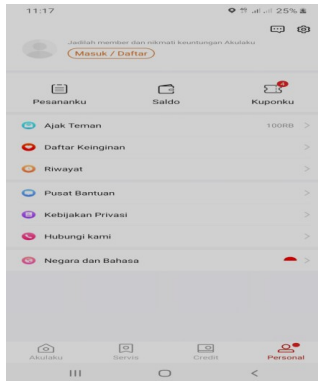 11:17
25%
Jadilah member dan nikmati keuntungan Akulaku
Masuk / Daftar
Pesananku
Saldo
Kuponku
Ajak Teman
100RB
Daftar Keinginan
Riwayat
Pusat Bantuan
Kebijakan Privasi
Hubungi kami
Negara dan Bahasa
Akulaku
Servis
Credit
Personal